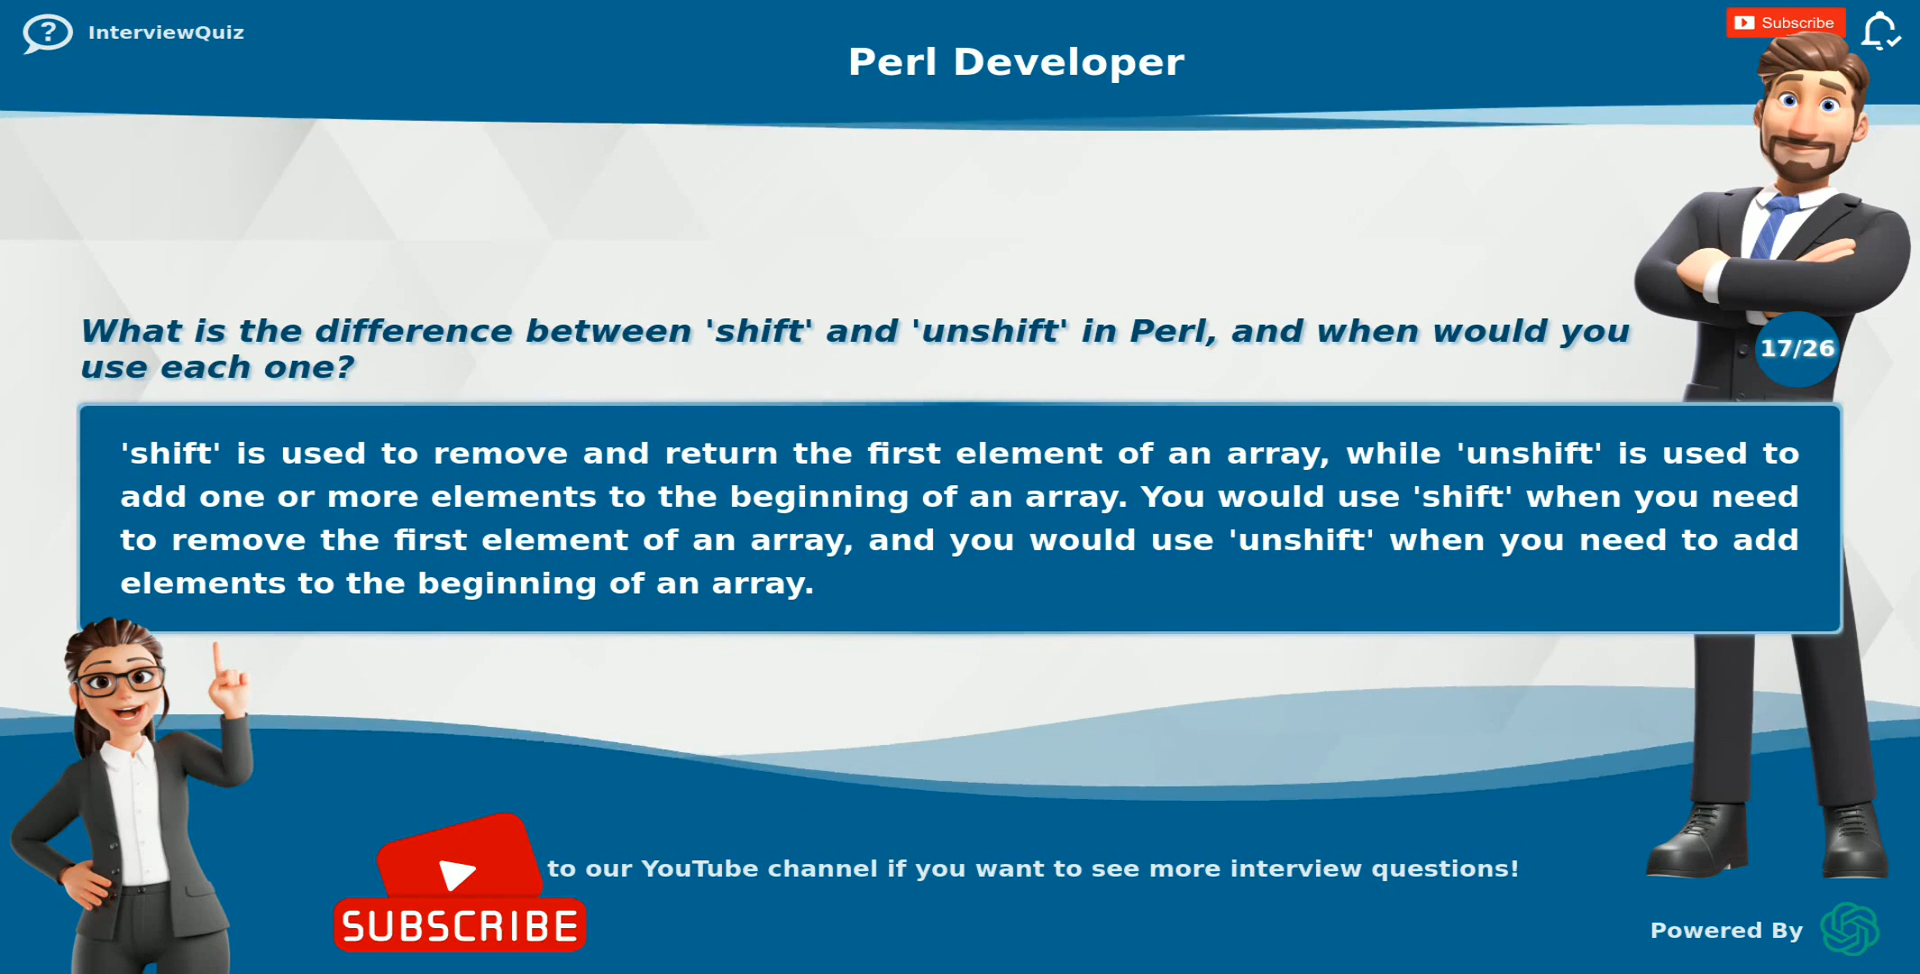 ?
InterviewQuiz
Subscribe
Perl Developer
What is the difference between 'shift' and 'unshift' in Perl, and when would you
use each one?
17/26
'shift' is used to remove and return the first element of an array, while 'unshift' is used to
add one or more elements to the beginning of an array. You would use 'shift' when you need
to remove the first element of an array, and you would use 'unshift' when you need to add
elements to the beginning of an array.
to our YouTube channel if you want to see more interview questions!
SUBSCRIBE
Powered By